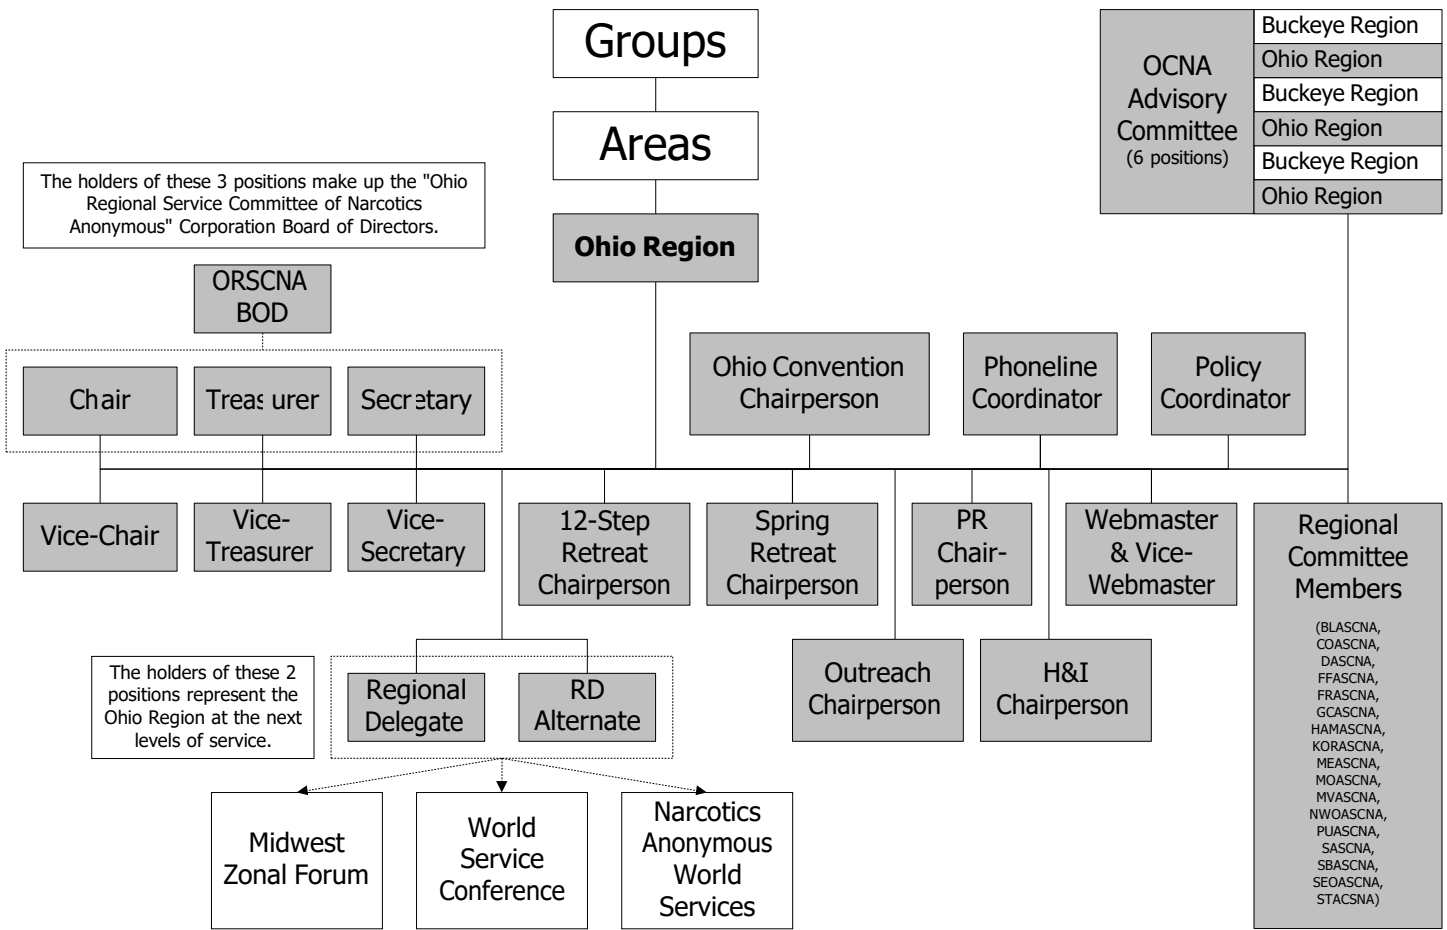 Groups
Areas
Ohio Region
OCNA
Advisory
Committee
(6 positions)
Buckeye Region
Ohio Region
Buckeye Region
Ohio Region
Buckeye Region
Ohio Region
The holders of these 3 positions make up the "Ohio
Regional Service Committee of Narcotics
Anonymous" Corporation Board of Directors.
ORSCNA
BOD
Chair
Treasurer
Secretary
Ohio Convention
Chairperson
Phoneline
Coordinator
Policy
Coordinator
Vice-Chair
Vice-
Treasurer
Vice-
Secretary
12-Step
Retreat
Chairperson
Spring
Retreat
Chairperson
PR
Chair-
person
Webmaster
& Vice-
Webmaster
Regional
Committee
Members
(BLASCNA,
COASCNA,
DASCNA,
FFASCNA,
FRASCNA,
GCASCNA,
HAMASCNA,
KORASCNA,
MEASCNA,
MOASCNA,
MVASCNA,
NWOASCNA,
PUASCNA,
SASCNA,
SBASCNA,
SEOASCNA,
STACSNA)
The holders of these 2
positions represent the
Ohio Region at the next
levels of service.
Regional
Delegate
RD
Alternate
Outreach
Chairperson
H&I
Chairperson
Midwest
Zonal Forum
World
Service
Conference
Narcotics
Anonymous
World
Services